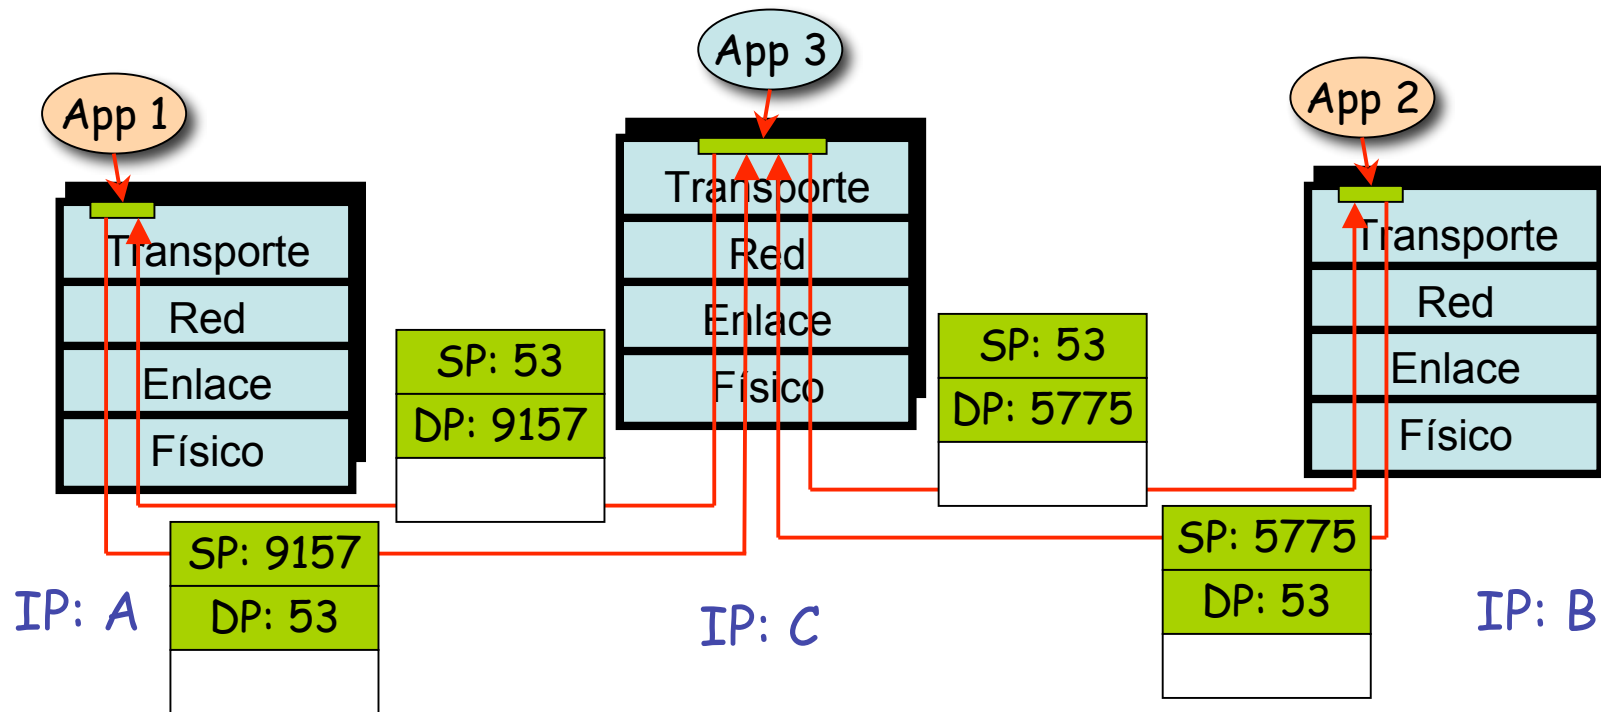 App 1
Transporte
Red
Enlace
Físico
IP: A
SP: 53
DP: 9157
SP: 9157
DP: 53
App 3
Transporte
Red
Enlace
Físico
IP: C
SP: 53
DP: 5775
SP: 5775
DP: 53
App 2
Transporte
Red
Enlace
Físico
IP: B